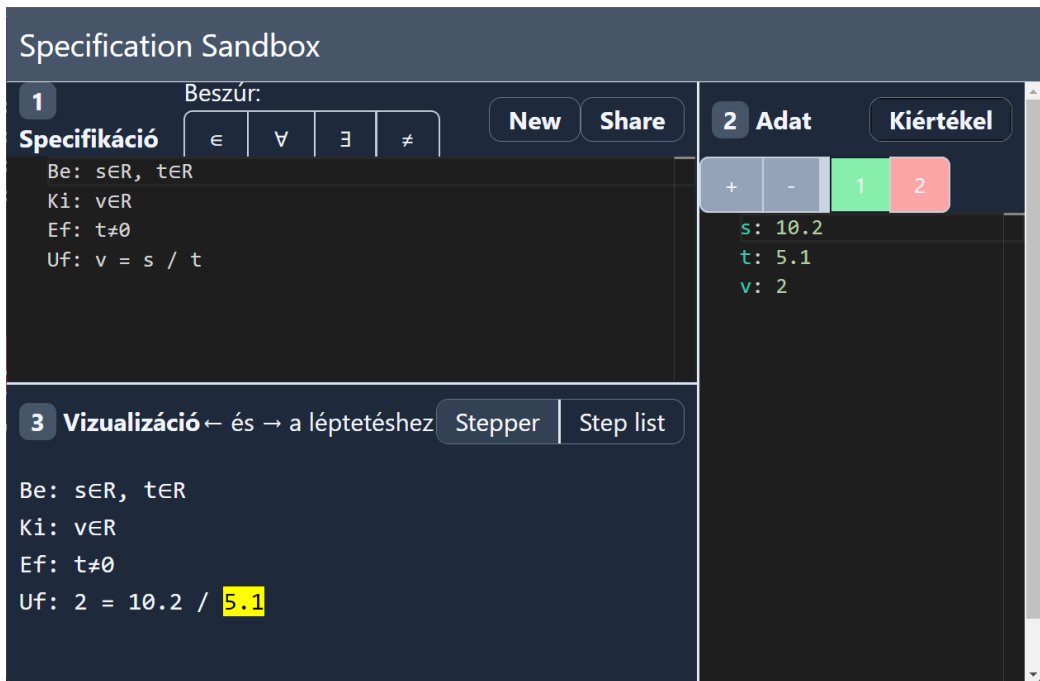 Specification Sandbox
1 Specifikáció
Beszúr:
∈ ∀ ∃ ≠
New Share
Be: s∈R, t∈R
Ki: v∈R
Ef: t≠0
Uf: v = s / t
2 Adat Kiértékel
+ - 1 2
s: 10.2
t: 5.1
v: 2
3 Vizualizáció ← és → a léptetéshez Stepper Step list
Be: s∈R, t∈R
Ki: v∈R
Ef: t≠0
Uf: 2 = 10.2 / 5.1